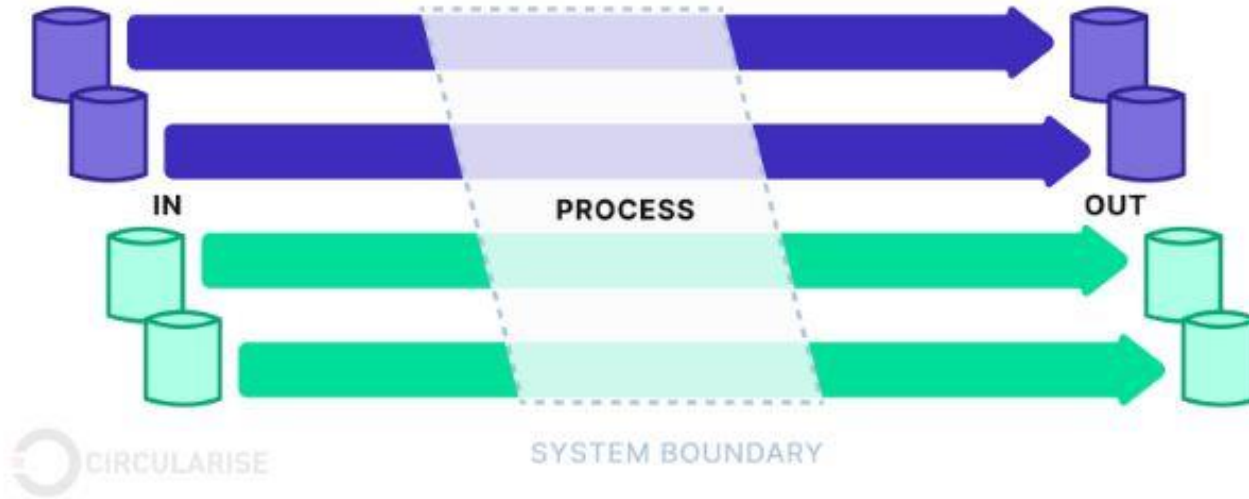 IN
PROCESS
OUT
SYSTEM BOUNDARY
CIRCULARISE